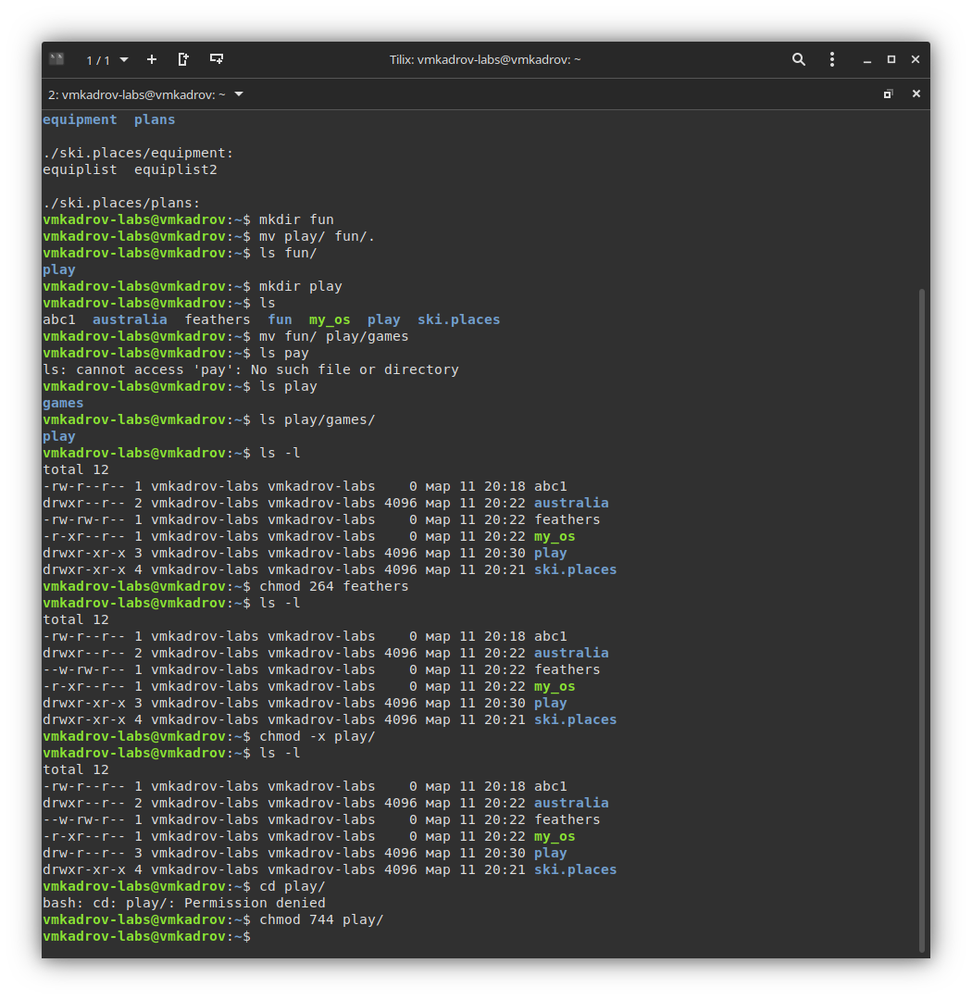 1 / 1
Tilix: vmkadrov-labs@vmkadrov: ~
2: vmkadrov-labs@vmkadrov: ~
equipment  plans

./ski.places/equipment:
equiplist  equiplist2

./ski.places/plans:
vmkadrov-labs@vmkadrov:~$ mkdir fun
vmkadrov-labs@vmkadrov:~$ mv play/ fun/.
vmkadrov-labs@vmkadrov:~$ ls fun/
play
vmkadrov-labs@vmkadrov:~$ mkdir play
vmkadrov-labs@vmkadrov:~$ ls
abc1  australia  feathers  fun  my_os  play  ski.places
vmkadrov-labs@vmkadrov:~$ mv fun/ play/games
vmkadrov-labs@vmkadrov:~$ ls pay
ls: cannot access 'pay': No such file or directory
vmkadrov-labs@vmkadrov:~$ ls play
games
vmkadrov-labs@vmkadrov:~$ ls play/games/
play
vmkadrov-labs@vmkadrov:~$ ls -l
total 12
-rw-r--r-- 1 vmkadrov-labs vmkadrov-labs    0 мар 11 20:18 abc1
drwxr--r-- 2 vmkadrov-labs vmkadrov-labs 4096 мар 11 20:22 australia
-rw-rw-r-- 1 vmkadrov-labs vmkadrov-labs    0 мар 11 20:22 feathers
-r-xr--r-- 1 vmkadrov-labs vmkadrov-labs    0 мар 11 20:22 my_os
drwxr-xr-x 3 vmkadrov-labs vmkadrov-labs 4096 мар 11 20:30 play
drwxr-xr-x 4 vmkadrov-labs vmkadrov-labs 4096 мар 11 20:21 ski.places
vmkadrov-labs@vmkadrov:~$ chmod 264 feathers
vmkadrov-labs@vmkadrov:~$ ls -l
total 12
-rw-r--r-- 1 vmkadrov-labs vmkadrov-labs    0 мар 11 20:18 abc1
drwxr--r-- 2 vmkadrov-labs vmkadrov-labs 4096 мар 11 20:22 australia
--w-rw-r-- 1 vmkadrov-labs vmkadrov-labs    0 мар 11 20:22 feathers
-r-xr--r-- 1 vmkadrov-labs vmkadrov-labs    0 мар 11 20:22 my_os
drwxr-xr-x 3 vmkadrov-labs vmkadrov-labs 4096 мар 11 20:30 play
drwxr-xr-x 4 vmkadrov-labs vmkadrov-labs 4096 мар 11 20:21 ski.places
vmkadrov-labs@vmkadrov:~$ chmod -x play/
vmkadrov-labs@vmkadrov:~$ ls -l
total 12
-rw-r--r-- 1 vmkadrov-labs vmkadrov-labs    0 мар 11 20:18 abc1
drwxr--r-- 2 vmkadrov-labs vmkadrov-labs 4096 мар 11 20:22 australia
--w-rw-r-- 1 vmkadrov-labs vmkadrov-labs    0 мар 11 20:22 feathers
-r-xr--r-- 1 vmkadrov-labs vmkadrov-labs    0 мар 11 20:22 my_os
drw-r--r-- 3 vmkadrov-labs vmkadrov-labs 4096 мар 11 20:30 play
drwxr-xr-x 4 vmkadrov-labs vmkadrov-labs 4096 мар 11 20:21 ski.places
vmkadrov-labs@vmkadrov:~$ cd play/
bash: cd: play/: Permission denied
vmkadrov-labs@vmkadrov:~$ chmod 744 play/
vmkadrov-labs@vmkadrov:~$